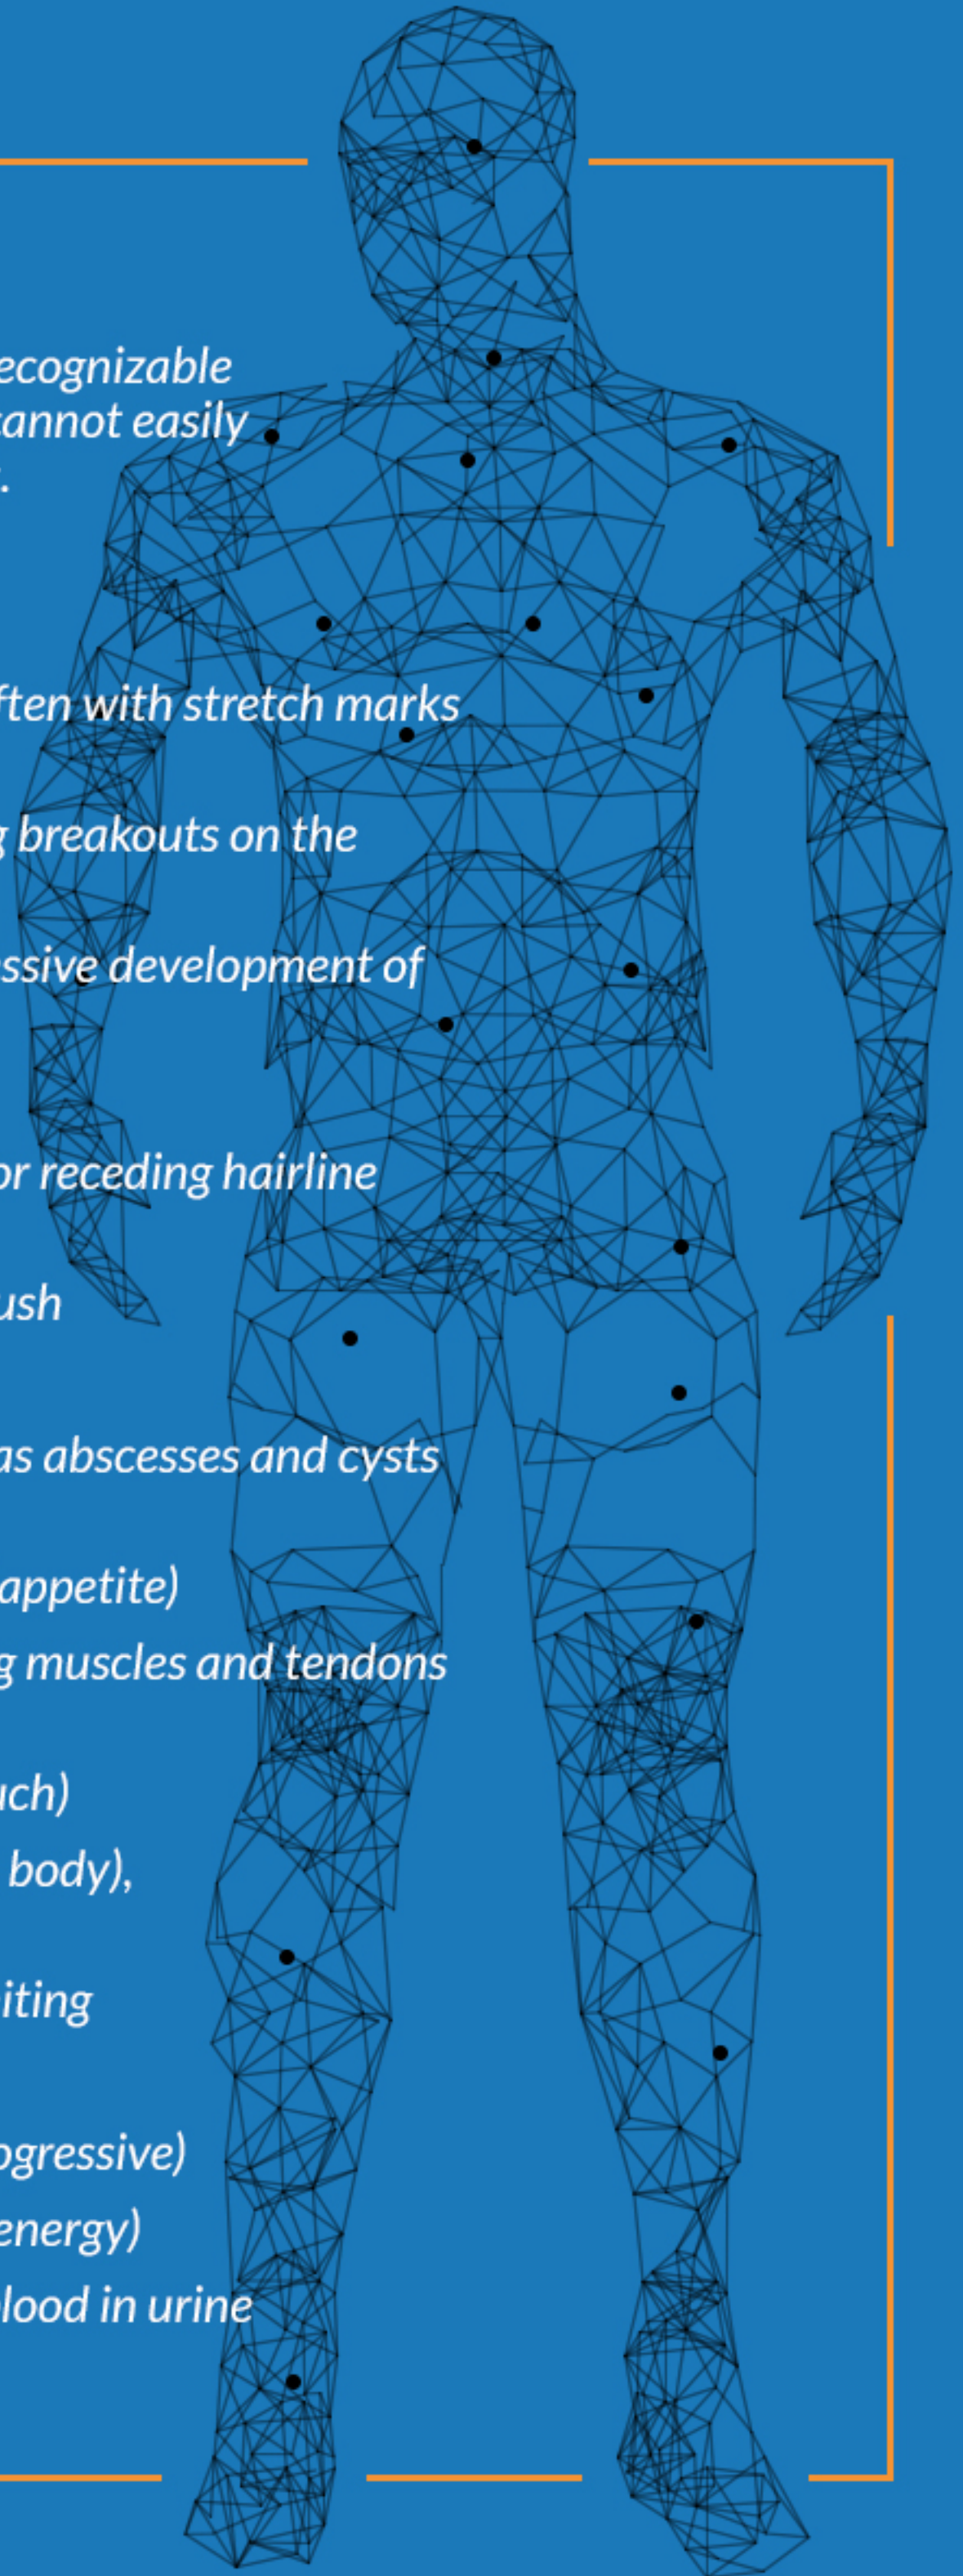 ecognizable
cannot easily
.
ften with stretch marks
g breakouts on the
ssive development of
or receding hairline
ush
as abscesses and cysts
appetite)
g muscles and tendons
uch)
body),
iting
ogressive)
energy)
lood in urine